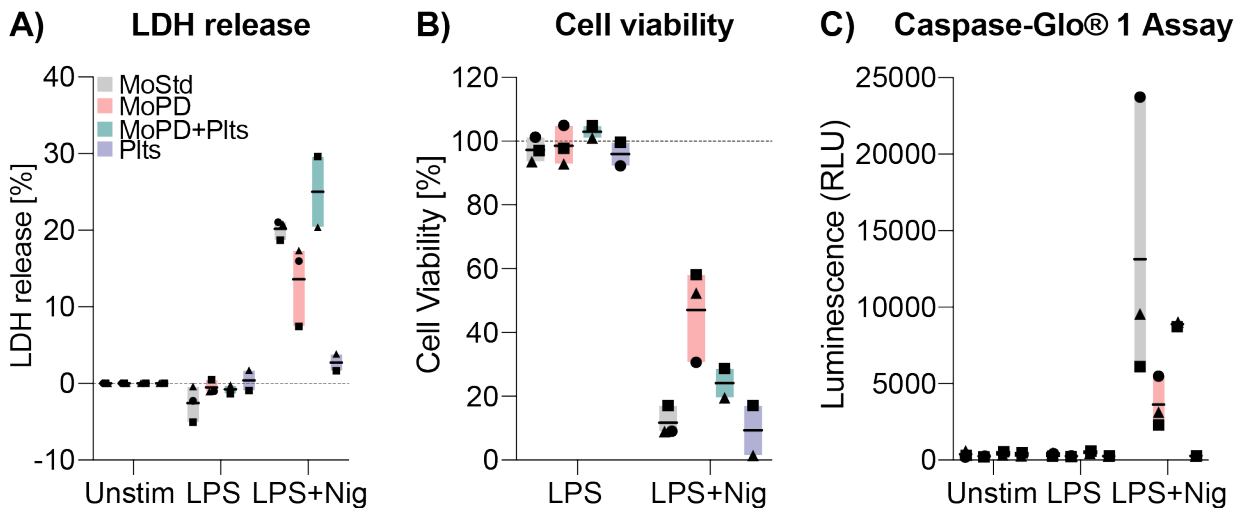 A) LDH release
LDH release [%]
40
30
20
10
0
-10
MoStd
MoPD
MoPD+Plts
Plts
Unstim LPS LPS+Nig
B) Cell viability
Cell Viability [%]
120
100
80
60
40
20
0
LPS LPS+Nig
C) Caspase-Glo® 1 Assay
Luminescence (RLU)
25000
20000
15000
10000
5000
0
Unstim LPS LPS+Nig